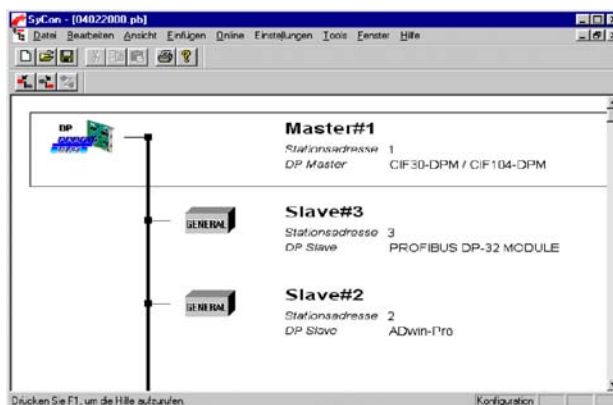 SyCon - [04022000.pb]
Datei Bearbeiten Ansicht Einfügen Online Einstellungen Tools Fenster Hilfe
DP
Master#1
Stationsadresse 1
DP Master CIF30-DPM / CIF104-DPM
GENERAL
Slave#3
Stationsadresse 3
DP Slave PROFIBUS DP-32 MODULE
GENERAL
Slave#2
Stationsadresse 2
DP Slave ADwin-Pro
Drücken Sie F1, um die Hilfe aufzurufen. Konfiguration